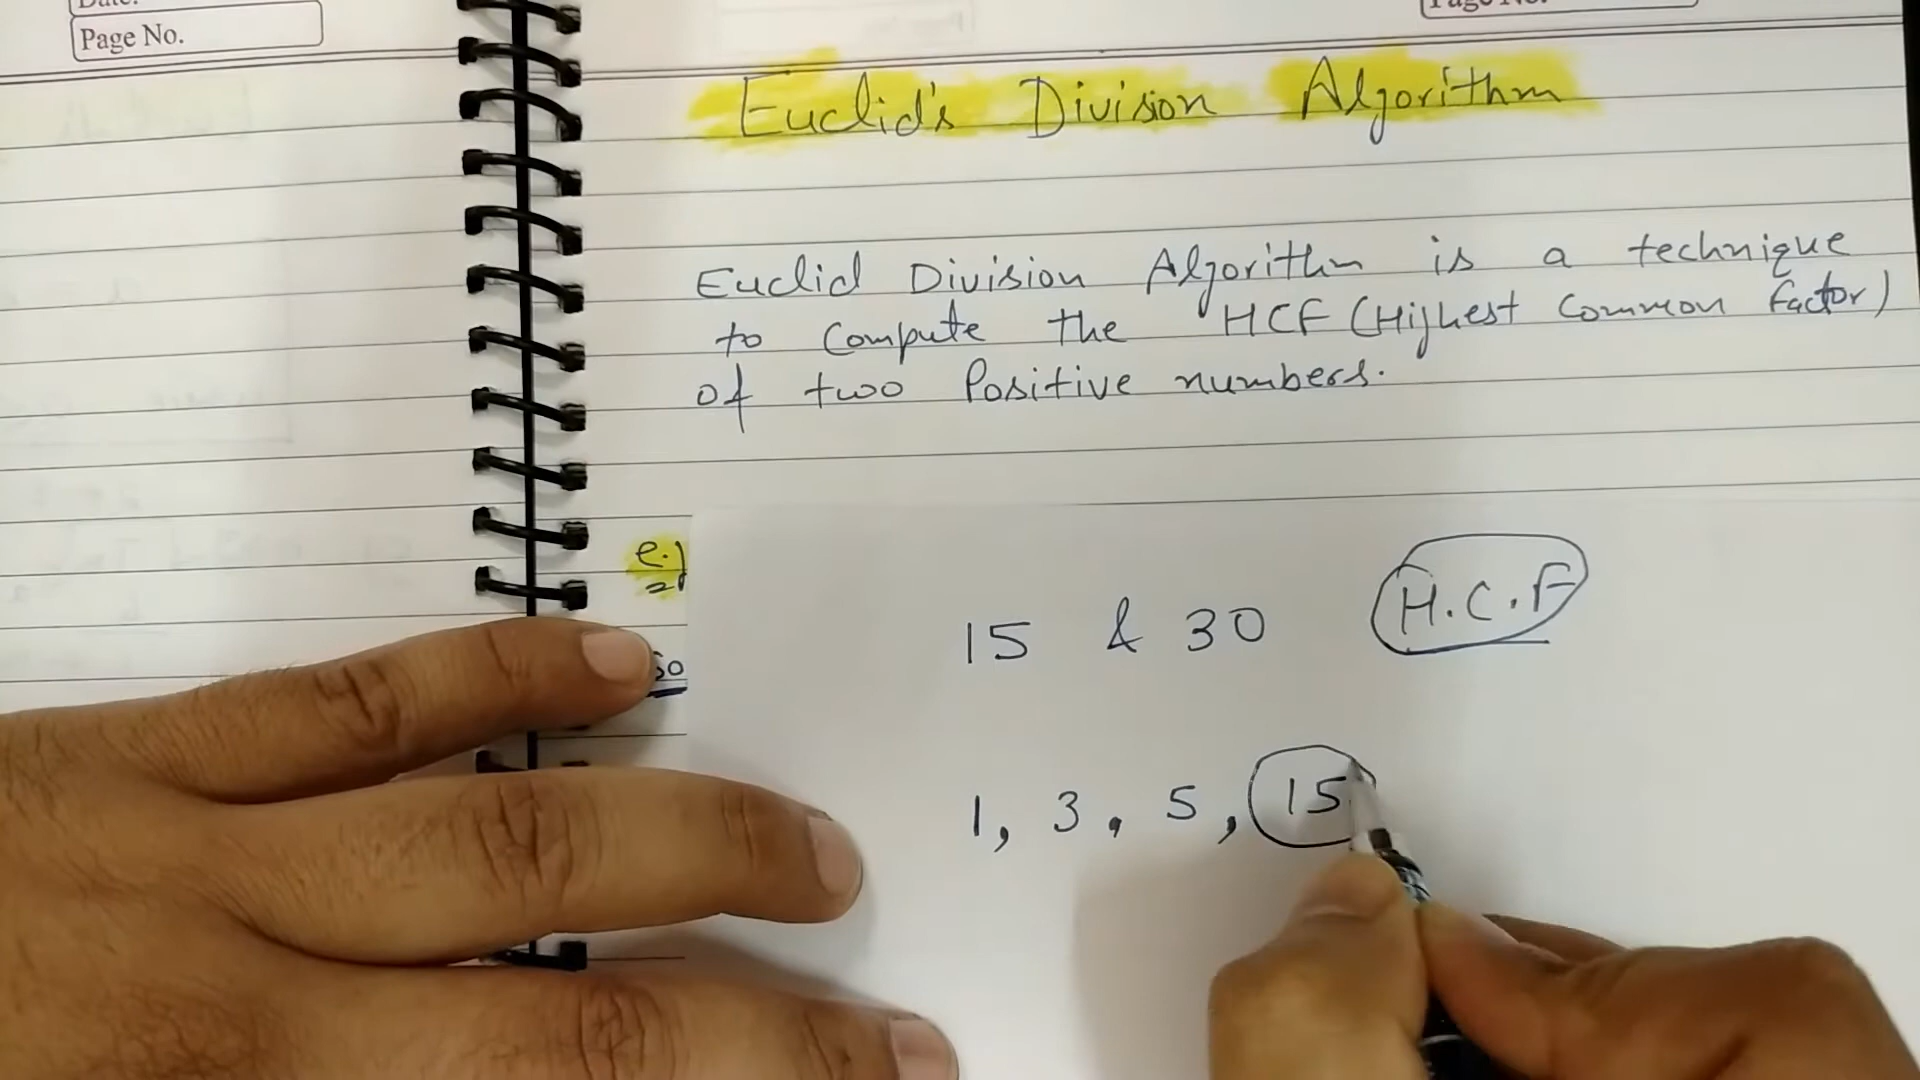 Page No.
Euclid's Division Algorithm
Euclid Division Algorithm is a technique
to compute the HCF (Highest Common Factor)
of two Positive numbers.
e.g
15 & 30 H.C.F
1, 3, 5, 15